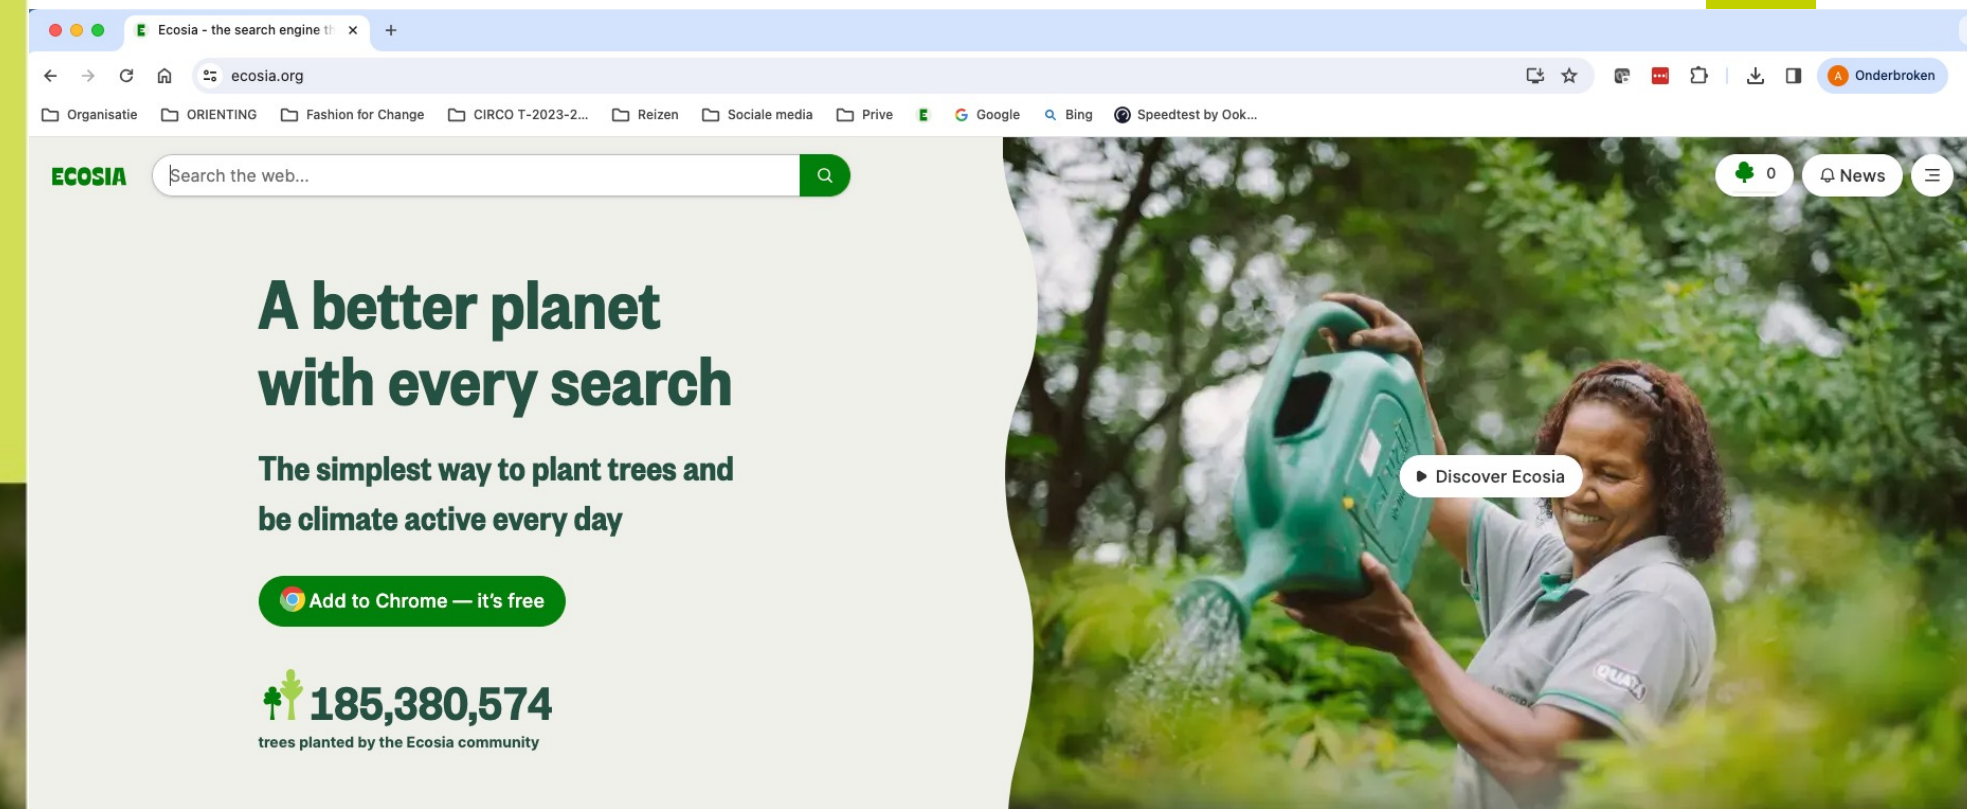 Ecosia - the search engine th
ecosia.org
A Onderbroken
Organisatie ORIENTING Fashion for Change CIRCO T-2023-2... Reizen Sociale media Prive E Google Bing Speedtest by Ook...
ECOSIA Search the web... 0 News
A better planet
with every search
The simplest way to plant trees and
be climate active every day
Add to Chrome — it's free
185,380,574
trees planted by the Ecosia community
Discover Ecosia